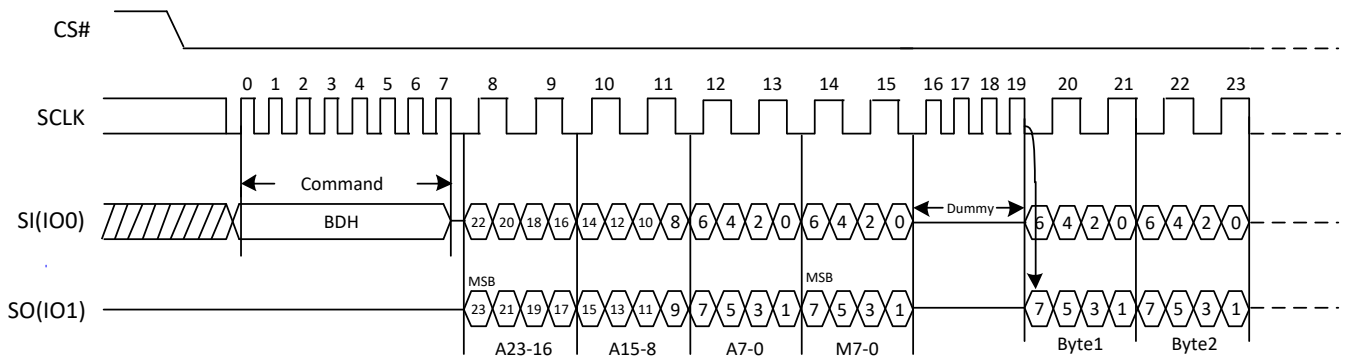 CS#
0 1 2 3 4 5 6 7 8 9 10 11 12 13 14 15 16 17 18 19 20 21 22 23
SCLK
Command
Dummy
SI(IO0) BDH 22 20 18 16 14 12 10 8 6 4 2 0 6 4 2 0 6 4 2 0 6 4 2 0
MSB MSB
SO(IO1) 23 21 19 17 15 13 11 9 7 5 3 1 7 5 3 1 7 5 3 1 7 5 3 1
A23-16 A15-8 A7-0 M7-0 Byte1 Byte2